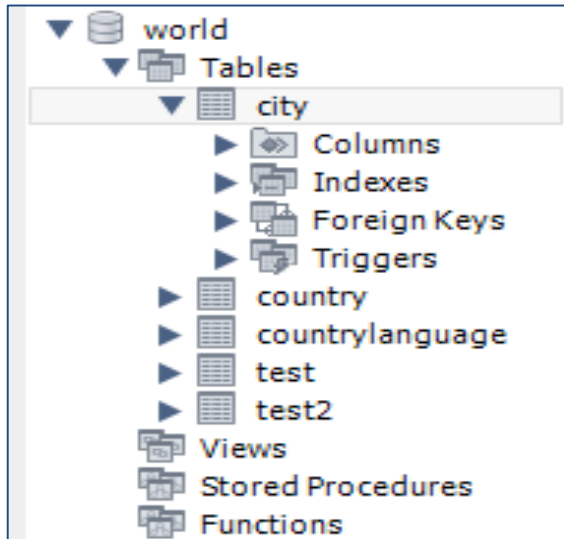 world
Tables
city
Columns
Indexes
Foreign Keys
Triggers
country
countrylanguage
test
test2
Views
Stored Procedures
Functions